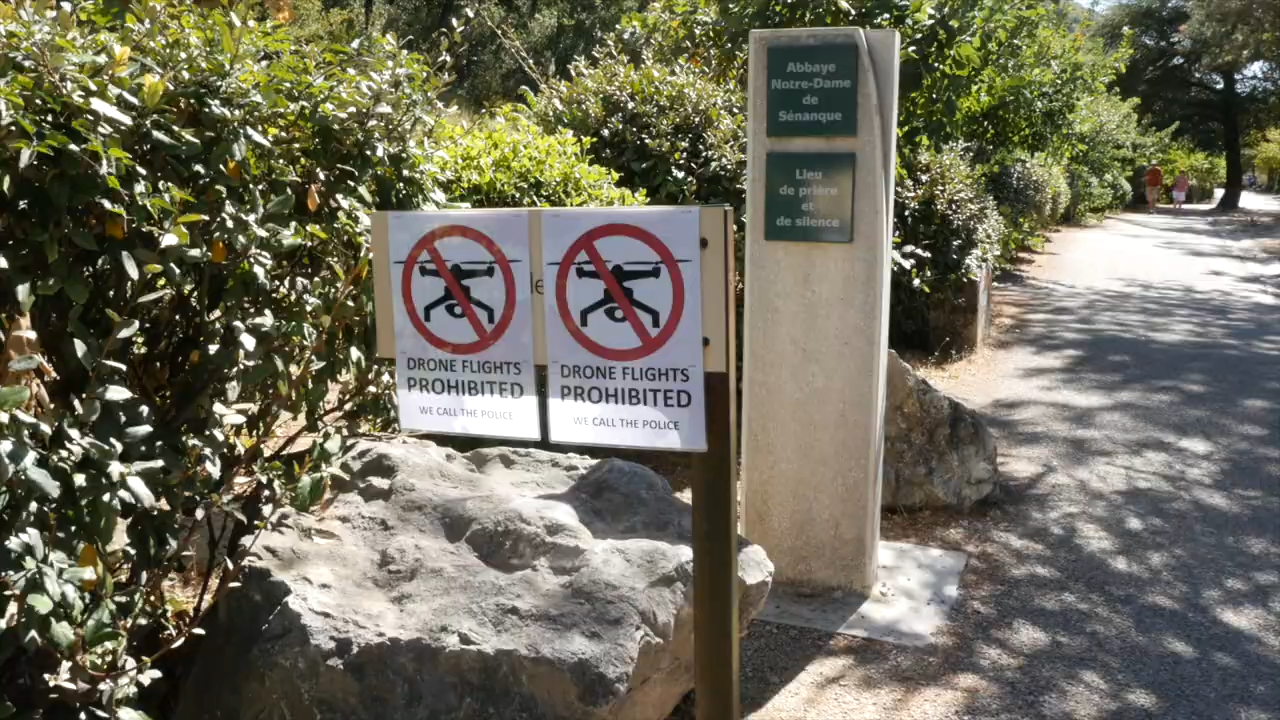 Abbaye
Notre-Dame
de
Sénanque
Lieu
de prière
et
de silence
DRONE FLIGHTS
PROHIBITED
WE CALL THE POLICE
DRONE FLIGHTS
PROHIBITED
WE CALL THE POLICE